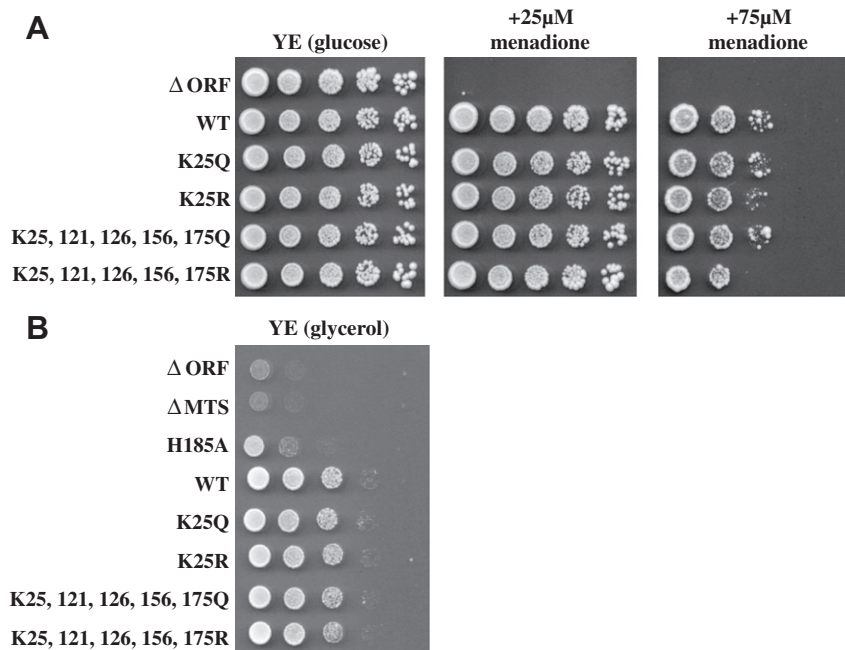 A
YE (glucose)
+25µM
menadione
+75µM
menadione
Δ ORF
WT
K25Q
K25R
K25, 121, 126, 156, 175Q
K25, 121, 126, 156, 175R
B
YE (glycerol)
Δ ORF
ΔMTS
H185A
WT
K25Q
K25R
K25, 121, 126, 156, 175Q
K25, 121, 126, 156, 175R